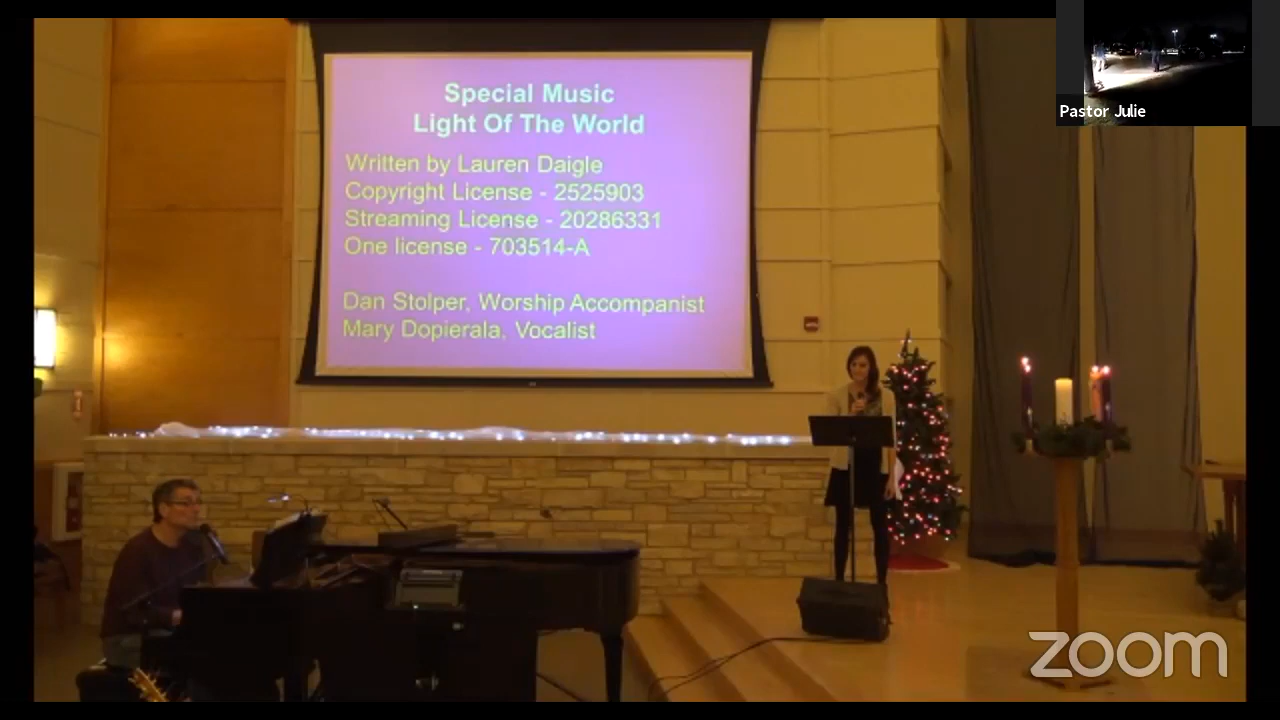 Special Music
Light Of The World
Written by Lauren Daigle
Copyright License - 2525903
Streaming License - 20286331
One license - 703514-A
Dan Stolper, Worship Accompanist
Mary Dopierala, Vocalist
Pastor Julie
zoom